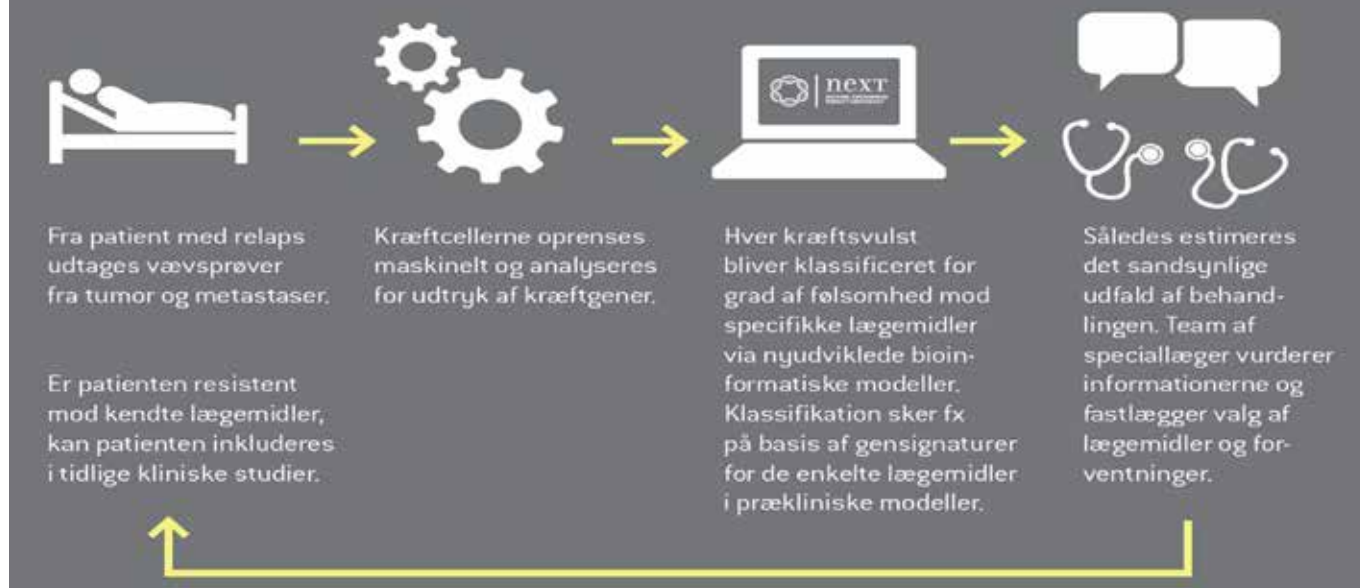 next
Fra patient med relaps
udtages vævsprøver
fra tumor og metastaser.
Er patienten resistent
mod kendte lægemidler,
kan patienten inkluderes
i tidlige kliniske studier.
Kræftcellerne oprenses
maskinelt og analyseres
for udtryk af kræftgener.
Hver kræftsvulst
bliver klassificeret for
grad af følsomhed mod
specifikke lægemidler
via nyudviklede bioin-
formatiske modeller.
Klassifikation sker fx
på basis af gensignaturer
for de enkelte lægemidler
i prækliniske modeller.
Således estimeres
det sandsynlige
udfald af behand-
lingen. Team af
speciallæger vurderer
informationerne og
fastlægger valg af
lægemidler og for-
ventninger.